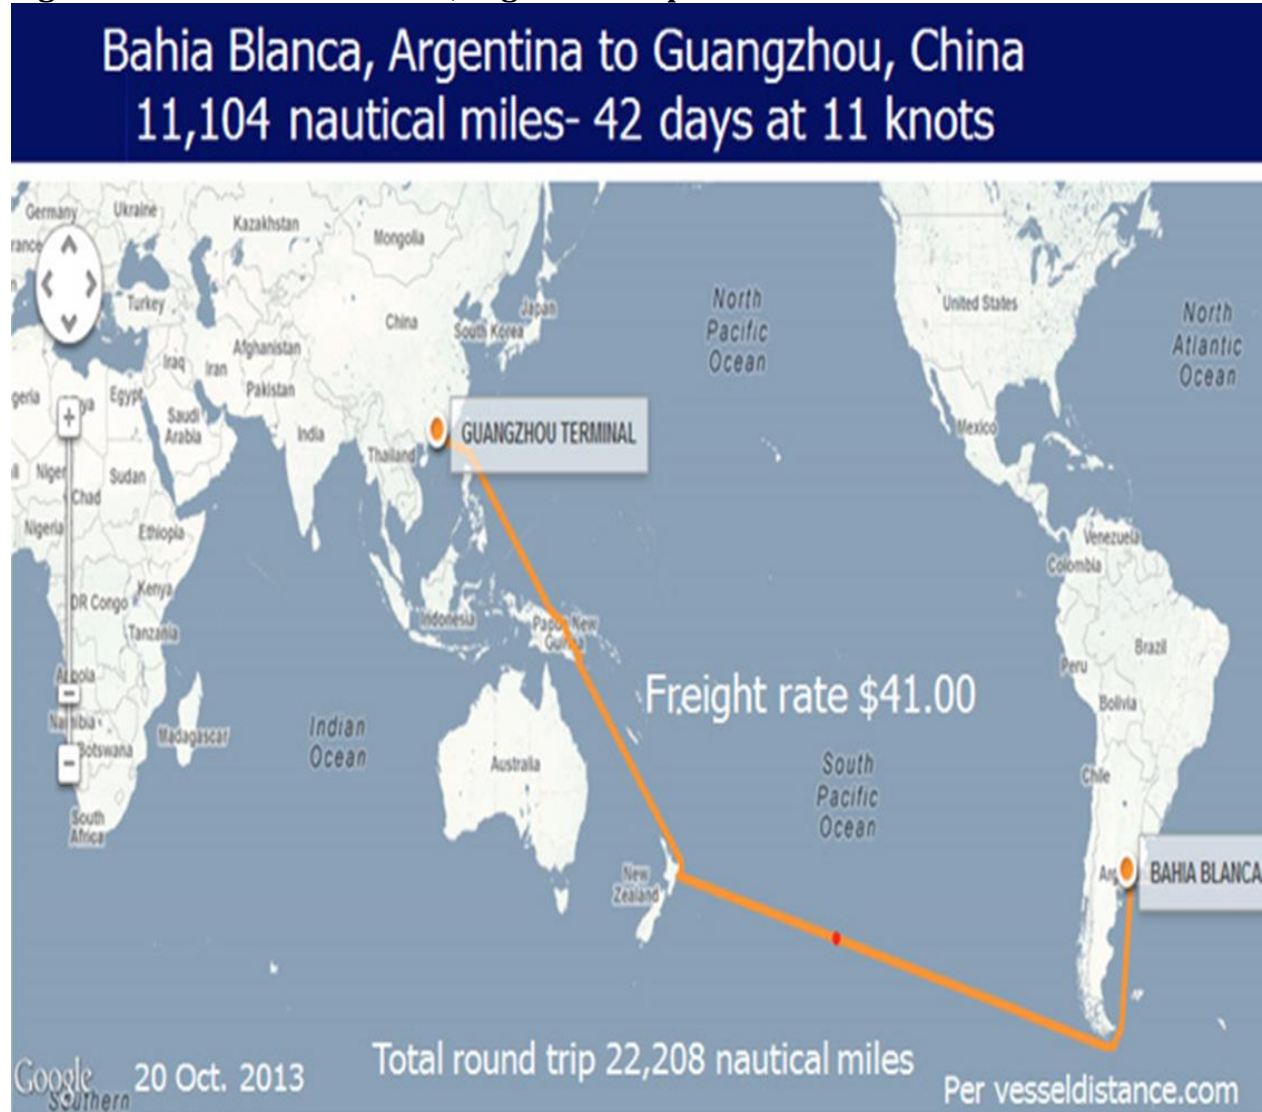 Bahia Blanca, Argentina to Guangzhou, China
11,104 nautical miles- 42 days at 11 knots
Germany
Ukraine
Kazakhstan
Mongolia
rance
Turkey
China
South Korea
Japan
North
Pacific
Ocean
United States
North
Atlantic
Ocean
Iraq
Iran
Afghanistan
Pakistan
geria
ya
Egypt
Saudi
Arabia
India
Thailand
GUANGZHOU TERMINAL
Mexico
Niger
Chad
Sudan
Nigeria
Ethiopia
Venezuela
Colombia
DR Congo
Kenya
Tanzania
Indonesia
Papua New
Guinea
Brazil
Peru
Angola
Freight rate $41.00
Bolivia
Namibia
Botswana
Madagascar
Indian
Ocean
Australia
South
Pacific
Ocean
Chile
South
Africa
New
Zealand
Arg
BAHIA BLANCA
Total round trip 22,208 nautical miles
Google
20 Oct. 2013
Southern
Per vesseldistance.com